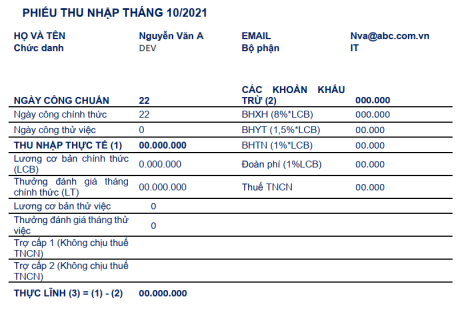 PHIẾU THU NHẬP THÁNG 10/2021
HỌ VÀ TÊN Nguyễn Văn A EMAIL Nva@abc.com.vn
Chức danh DEV Bộ phận IT
CÁC KHOẢN KHẤU
NGÀY CÔNG CHUẨN 22 TRỪ (2) 000.000
Ngày công chính thức 22 BHXH (8%*LCB) 00.000
Ngày công thử việc 0 BHYT (1,5%*LCB) 00.000
THU NHẬP THỰC TẾ (1) 00.000.000 BHTN (1%*LCB) 00.000
Lương cơ bản chính thức
(LCB) 0.000.000 Đoàn phí (1%LCB) 00.000
Thưởng đánh giá tháng
chính thức (LT) 00.000.000 Thuế TNCN 00.000
Lương cơ bản thử việc 0
Thưởng đánh giá tháng thử
việc 0
Trợ cấp 1 (Không chịu thuế
TNCN)
Trợ cấp 2 (Không chịu thuế
TNCN)
THỰC LĨNH (3) = (1) - (2) 00.000.000